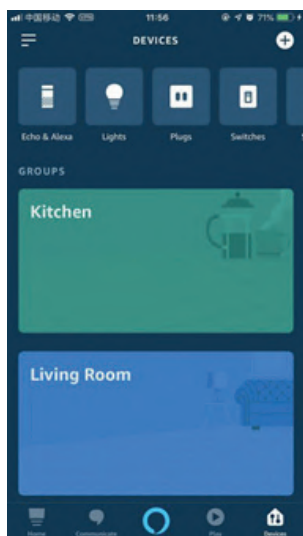 中国移动 11:56 71%
DEVICES
Echo & Alexa Lights Plugs Switches
GROUPS
Kitchen
Living Room
Home Communicate Play Devices